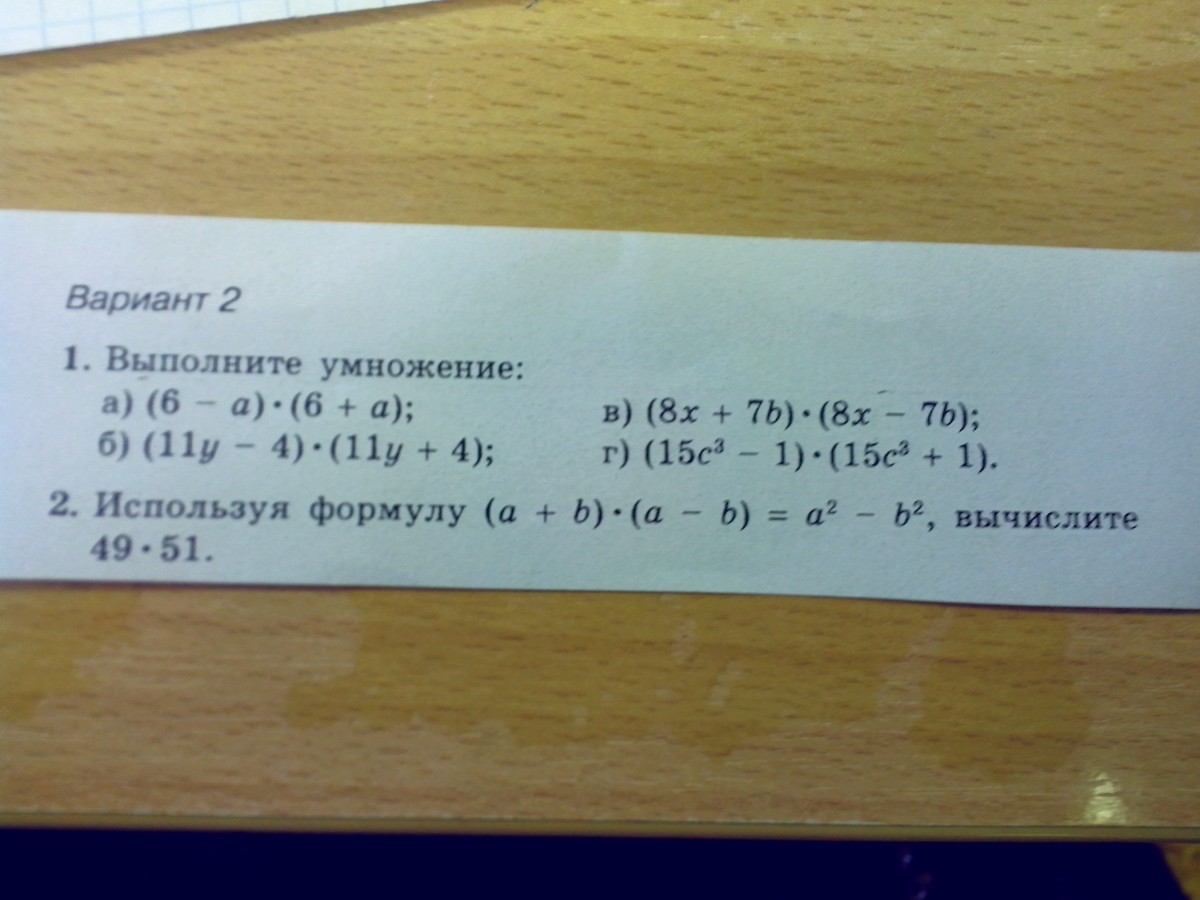 Вариант 2
1. Выполните умножение:
а) (6 − a)·(6 + a); в) (8x + 7b)·(8x − 7b);
б) (11y − 4)·(11y + 4); г) (15c³ − 1)·(15c³ + 1).
2. Используя формулу (a + b)·(a − b) = a² − b², вычислите
49·51.